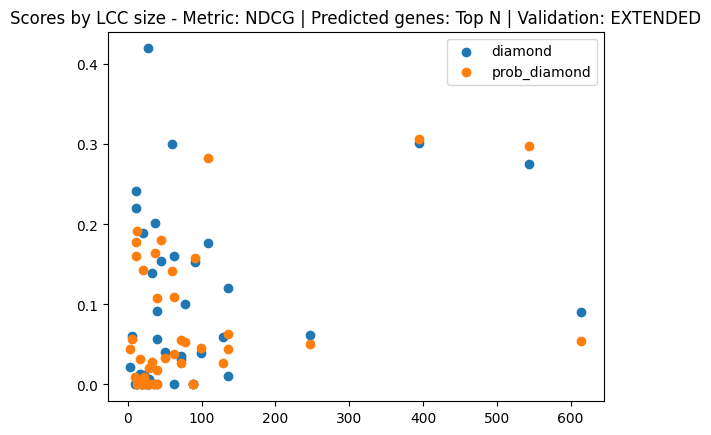 Scores by LCC size - Metric: NDCG | Predicted genes: Top N | Validation: EXTENDED
diamond
prob_diamond
0.4
0.3
0.2
0.1
0.0
0 100 200 300 400 500 600